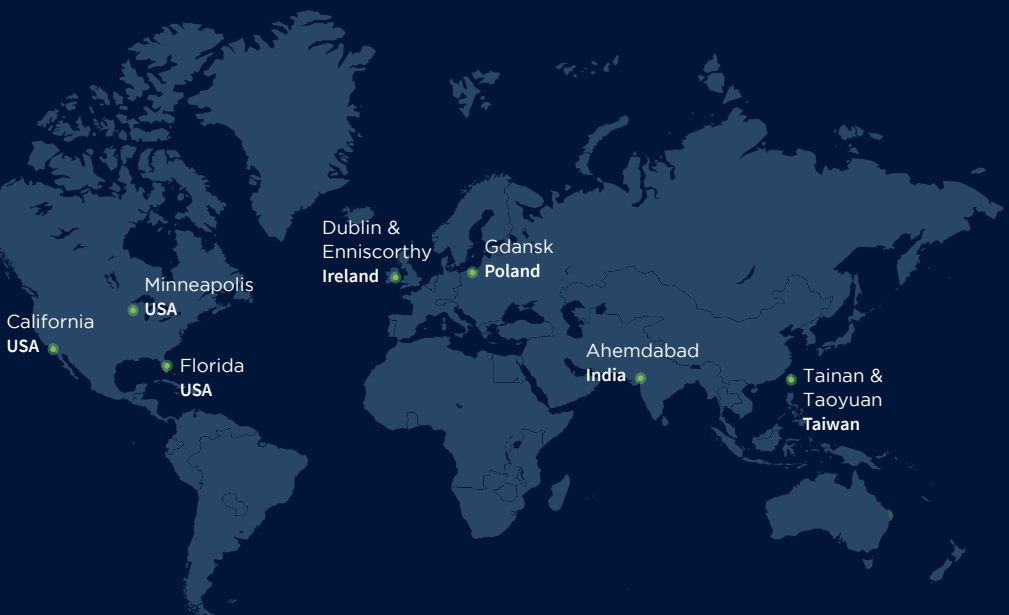 Dublin &
Enniscorthy
Ireland
Gdansk
Poland
Minneapolis
USA
California
USA
Florida
USA
Ahemdabad
India
Tainan &
Taoyuan
Taiwan